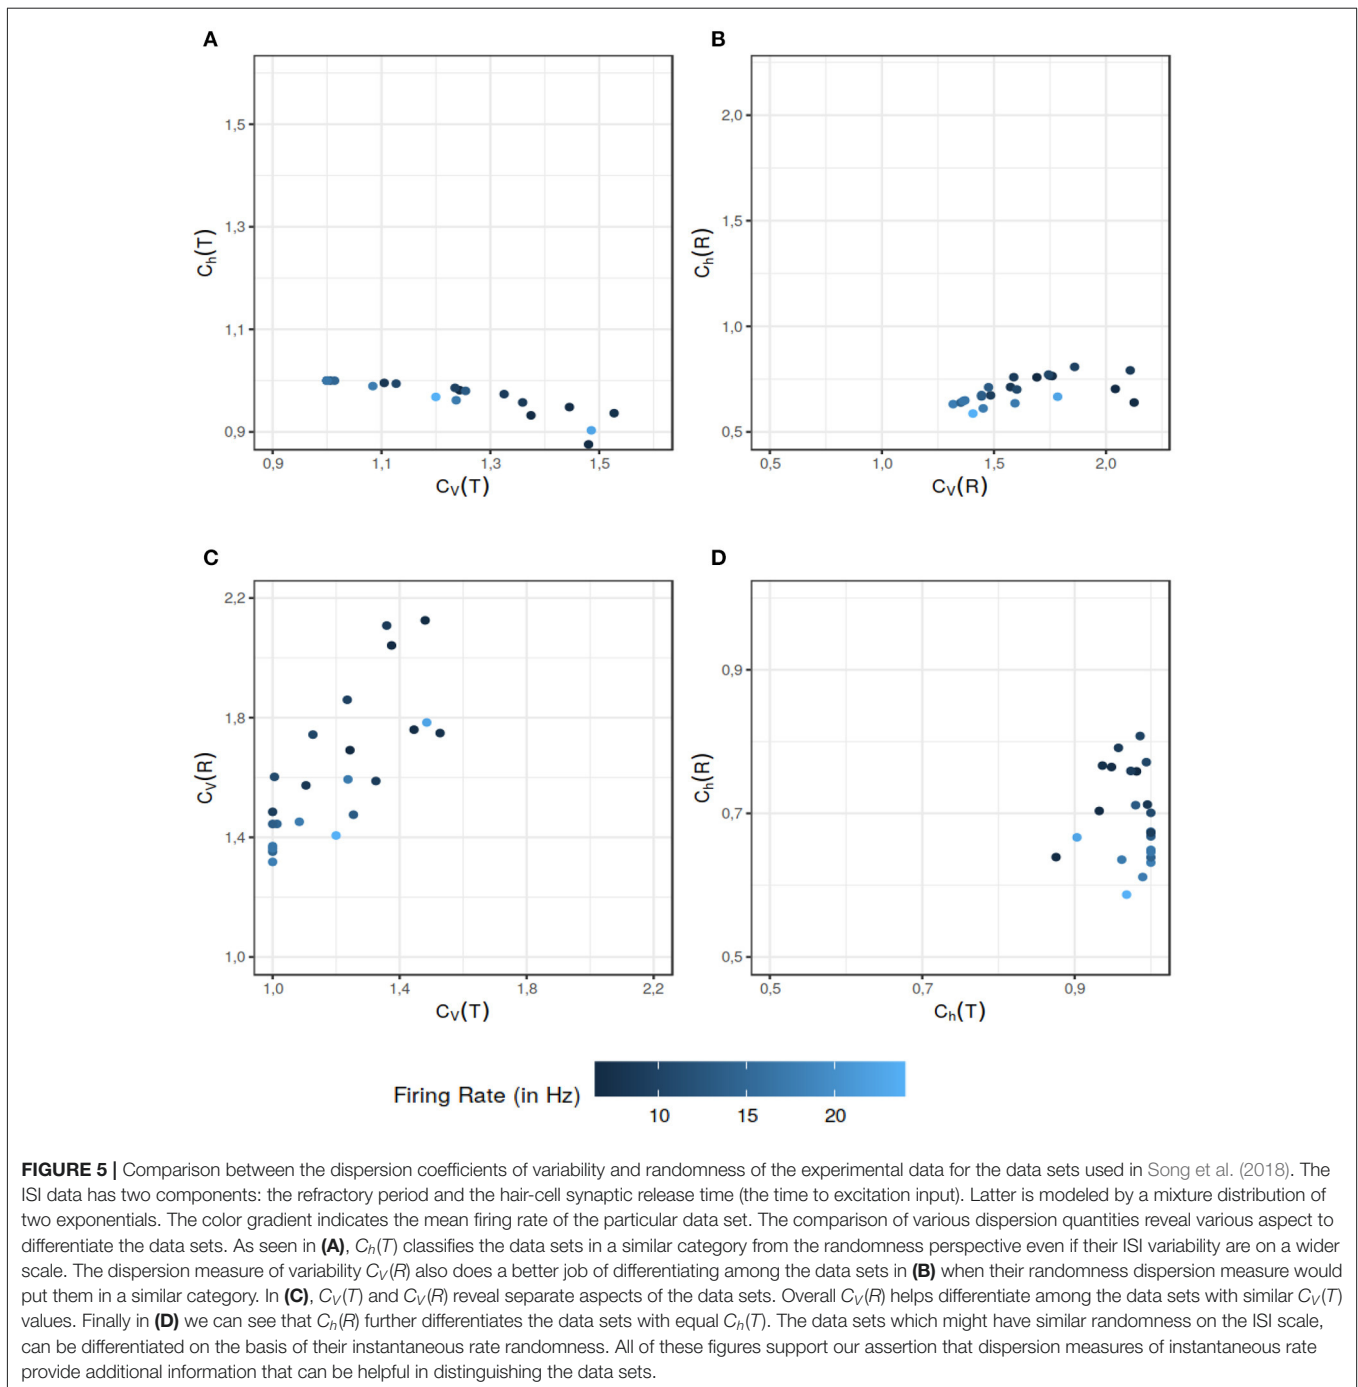 A
B
1,5
1,3
1,1
0,9
Ch(T)
0,9
1,1
1,3
1,5
CV(T)
2,0
1,5
1,0
0,5
Ch(R)
0,5
1,0
1,5
2,0
CV(R)
C
D
2,2
1,8
1,4
1,0
CV(R)
1,0
1,4
1,8
2,2
CV(T)
0,9
0,7
0,5
Ch(R)
0,5
0,7
0,9
Ch(T)
Firing Rate (in Hz)
10
15
20
FIGURE 5 | Comparison between the dispersion coefficients of variability and randomness of the experimental data for the data sets used in Song et al. (2018). The
ISI data has two components: the refractory period and the hair-cell synaptic release time (the time to excitation input). Latter is modeled by a mixture distribution of
two exponentials. The color gradient indicates the mean firing rate of the particular data set. The comparison of various dispersion quantities reveal various aspect to
differentiate the data sets. As seen in (A), Ch(T) classifies the data sets in a similar category from the randomness perspective even if their ISI variability are on a wider
scale. The dispersion measure of variability CV(R) also does a better job of differentiating among the data sets in (B) when their randomness dispersion measure would
put them in a similar category. In (C), CV(T) and CV(R) reveal separate aspects of the data sets. Overall CV(R) helps differentiate among the data sets with similar CV(T)
values. Finally in (D) we can see that Ch(R) further differentiates the data sets with equal Ch(T). The data sets which might have similar randomness on the ISI scale,
can be differentiated on the basis of their instantaneous rate randomness. All of these figures support our assertion that dispersion measures of instantaneous rate
provide additional information that can be helpful in distinguishing the data sets.